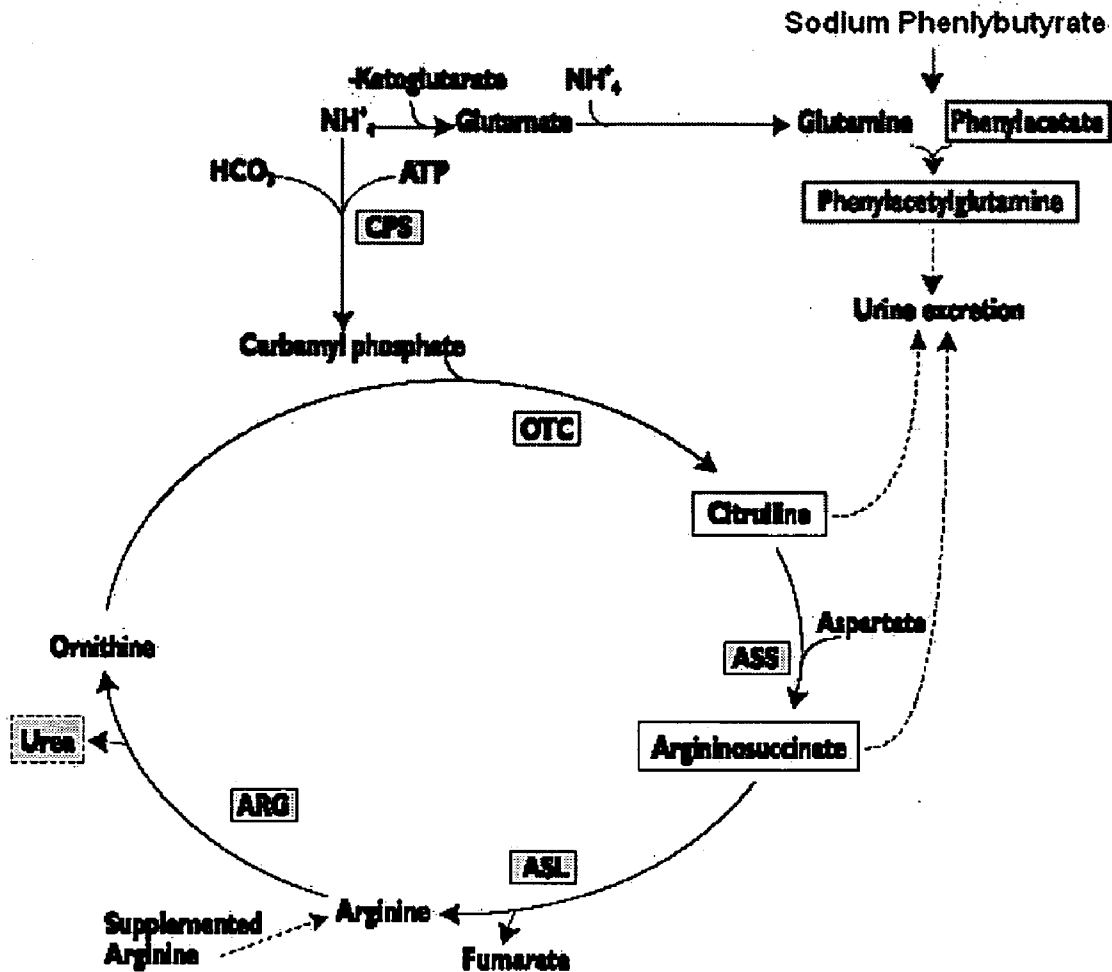 Sodium Phenlybutyrate
-Ketoglutarate
NH⁺₄
NH⁺₄
Glutamate
Glutamine
Phenylacetate
HCO₃
ATP
CPS
Phenylacetylglutamine
Urine excretion
Carbamyl phosphate
OTC
Citrulline
Aspartate
ASS
Ornithine
Urea
Argininosuccinate
ARG
ASL
Arginine
Supplemented
Arginine
Fumarate